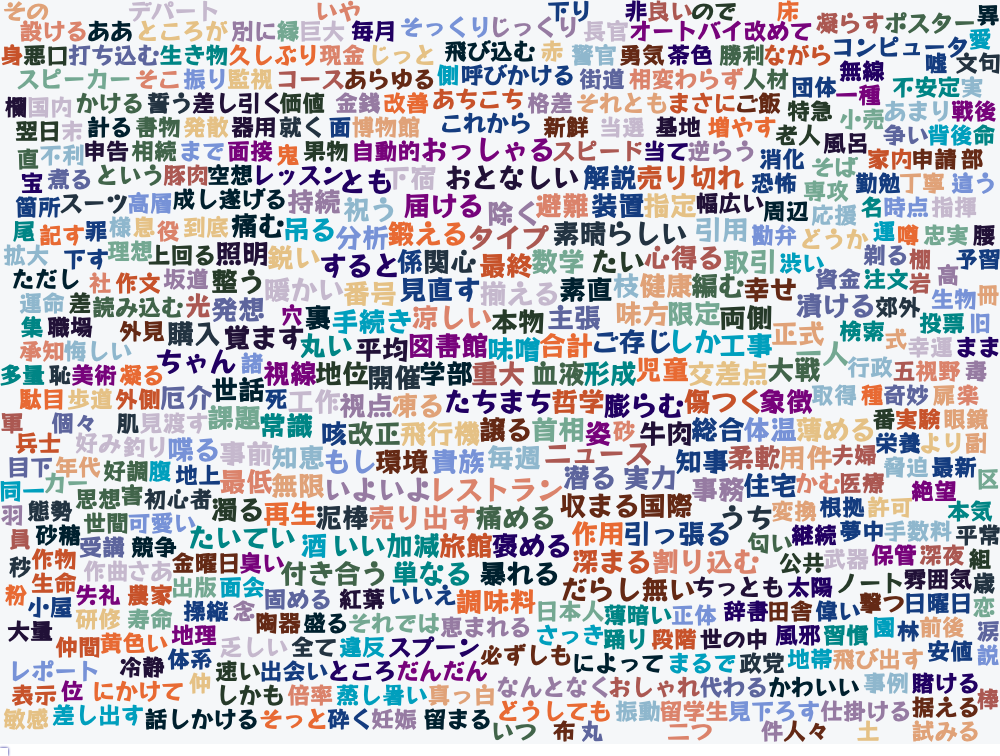 その デパート いや 下り 非良いので 床
設けるああ ところが 別に緑巨大 毎月 そっくりじっくり 長官 オートバイ改めて 凝らすポスター 異
身悪口打ち込む生き物久しぶり現金 じっと 飛び込む 赤 警官 勇気茶色 勝利ながら コンピュータ 愛
スピーカー そこ 振り監視 コースあらゆる 側呼びかける 街道 相変わらず人材 無線 嘘 文句
欄国内かける誓う差し引く価値 金銭改善あちこち 格差 それともまさにご飯 団体一種 不安定実
翌日末 計る 書物 発散器用就く 面博物館 これから 新鮮 当選 基地 増やす 特急 小売 あまり戦後
直不利申告 相続まで面接 鬼 果物自動的おっしゃるスピード当て逆らう 老人 風呂 争い背後命
宝煮る という豚肉空想レッスンとも下宿 おとなしい 解説売り切れ 消化 そば 家内申請 部
箇所スーツ高層成し遂げる持続 祝う 届ける 除く避難 装置指定幅広い 恐怖 専攻 勤勉丁寧 違う
尾 記す罪 様息役 到底 痛む吊る分析鍛えるタイプ 素晴らしい 引用 周辺 応援 名時点 指揮
拡大 下す理想上回る照明鋭いすると係関心 最終数学 たい心得る取引 勘弁 どうか 運噂忠実 腰
ただし 社 作文 坂道 整う 暖かい 番号見直す揃える素直枝健康編む幸せ 渋い 剃る棚 予習
運命 差読み込む光 発想 穴裏手続き涼しい本物主張 味方限定両側 資金 注文岩 高 生物冊
集 職場 外見購入覚ます丸い平均図書館味噌合計ご存じしか工事正式 漬ける郊外 投票旧
承知悔しい ちゃん 諸 視線地位開催学部重大 血液形成児童交差点大戦 人 検索 式 幸運まま
多量 恥美術 凝る 世話 死 工作視点凍るたちまち哲学膨らむ傷つく象徴 行政五視野 毒
駄目 歩道外側厄介 課題常識 咳改正飛行機譲る首相姿 砂 牛肉総合体温薄める 取得 種奇妙 扉楽
軍 個々 肌見渡す 番実験眼鏡
兵士 好み釣り喋る事前知恵もし環境 貴族 毎週 ニュース 知事柔軟用件夫婦 栄養より副
目下年代 好調腹 地上最低無限いよいよレストラン 潜る 実力 事務住宅かむ医療 脅迫 最新 区
同一カー 思想書初心者濁る再生泥棒売り出す痛める 収まる国際 うち変換 根拠 許可 絶望 本気
羽 態勢 世間可愛い たいてい 酒 いい加減旅館褒める 作用引っ張る 匂い継続 夢中手数料 平常
員 砂糖受講 競争 金曜日臭い付き合う 単なる 暴れる 深まる割り込む 公共武器 保管 深夜 組
秒 作物 作曲さあ 出版 面会 だらし無いちっとも太陽 ノート雰囲気歳
粉 生命失礼 農家 操縦 念 固める 紅葉いいえ調味料 日本人薄暗い正体 辞書田舎 偉い 撃つ日曜日恋
小屋 研修 寿命 陶器盛るそれでは恵まれる さっき踊り 段階 世の中 風邪 習慣 園林前後 涙
大量 仲間黄色い地理 乏しい 全て違反スプーン必ずしもによって まるで 政党 地帯飛び出す 安値 説
レポート 冷静 体系 速い出会いところだんだん
表示 位 にかけて 仲 しかも 倍率蒸し暑い真っ白 なんとなくおしゃれ代わるかわいい 事例 賭ける棒
敏感 差し出す 話しかけるそっと砕く妊娠 留まる どうしても 振動留学生見下ろす仕掛ける据える
いつ 布 丸 二つ 件人々 土 試みる